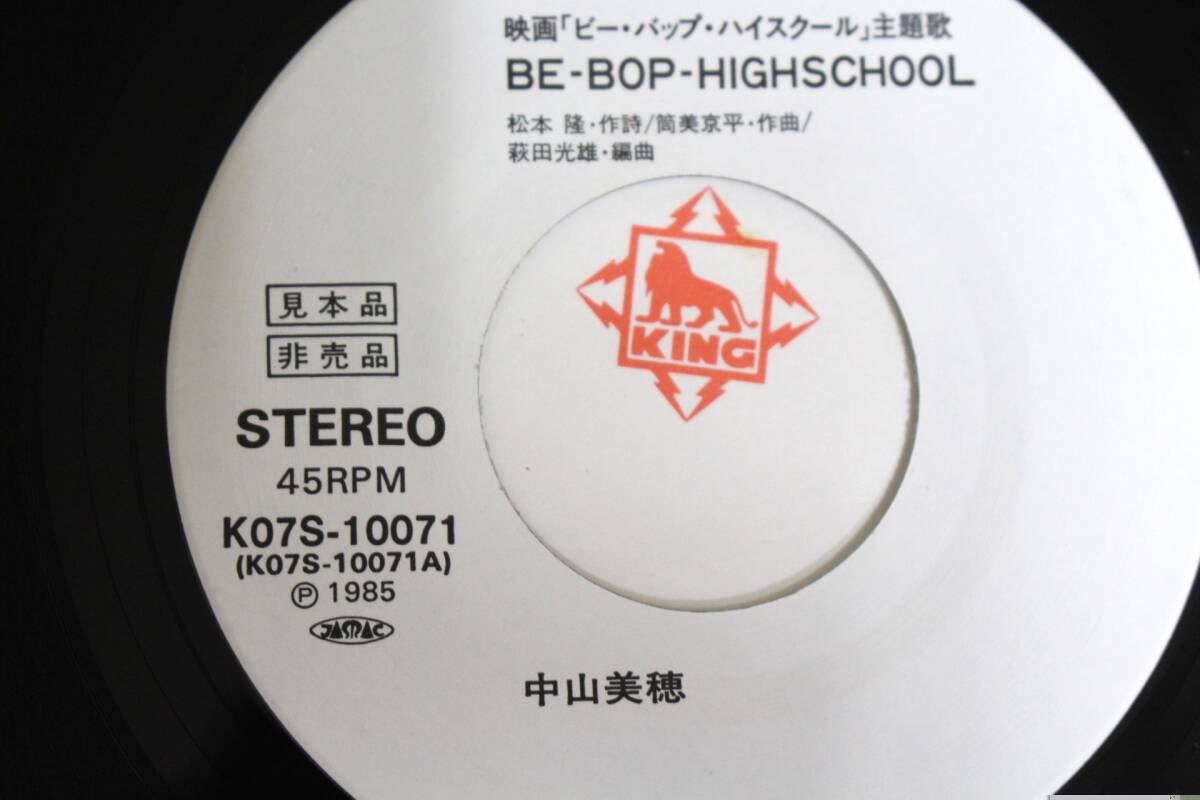 映画「ビー・バップ・ハイスクール」主題歌
BE-BOP-HIGHSCHOOL
松本 隆・作詩/筒美京平・作曲/
萩田光雄・編曲
KING
見本品
非売品
STEREO
45RPM
K07S-10071
(K07S-10071A)
Ⓟ 1985
JASRAC
中山美穂